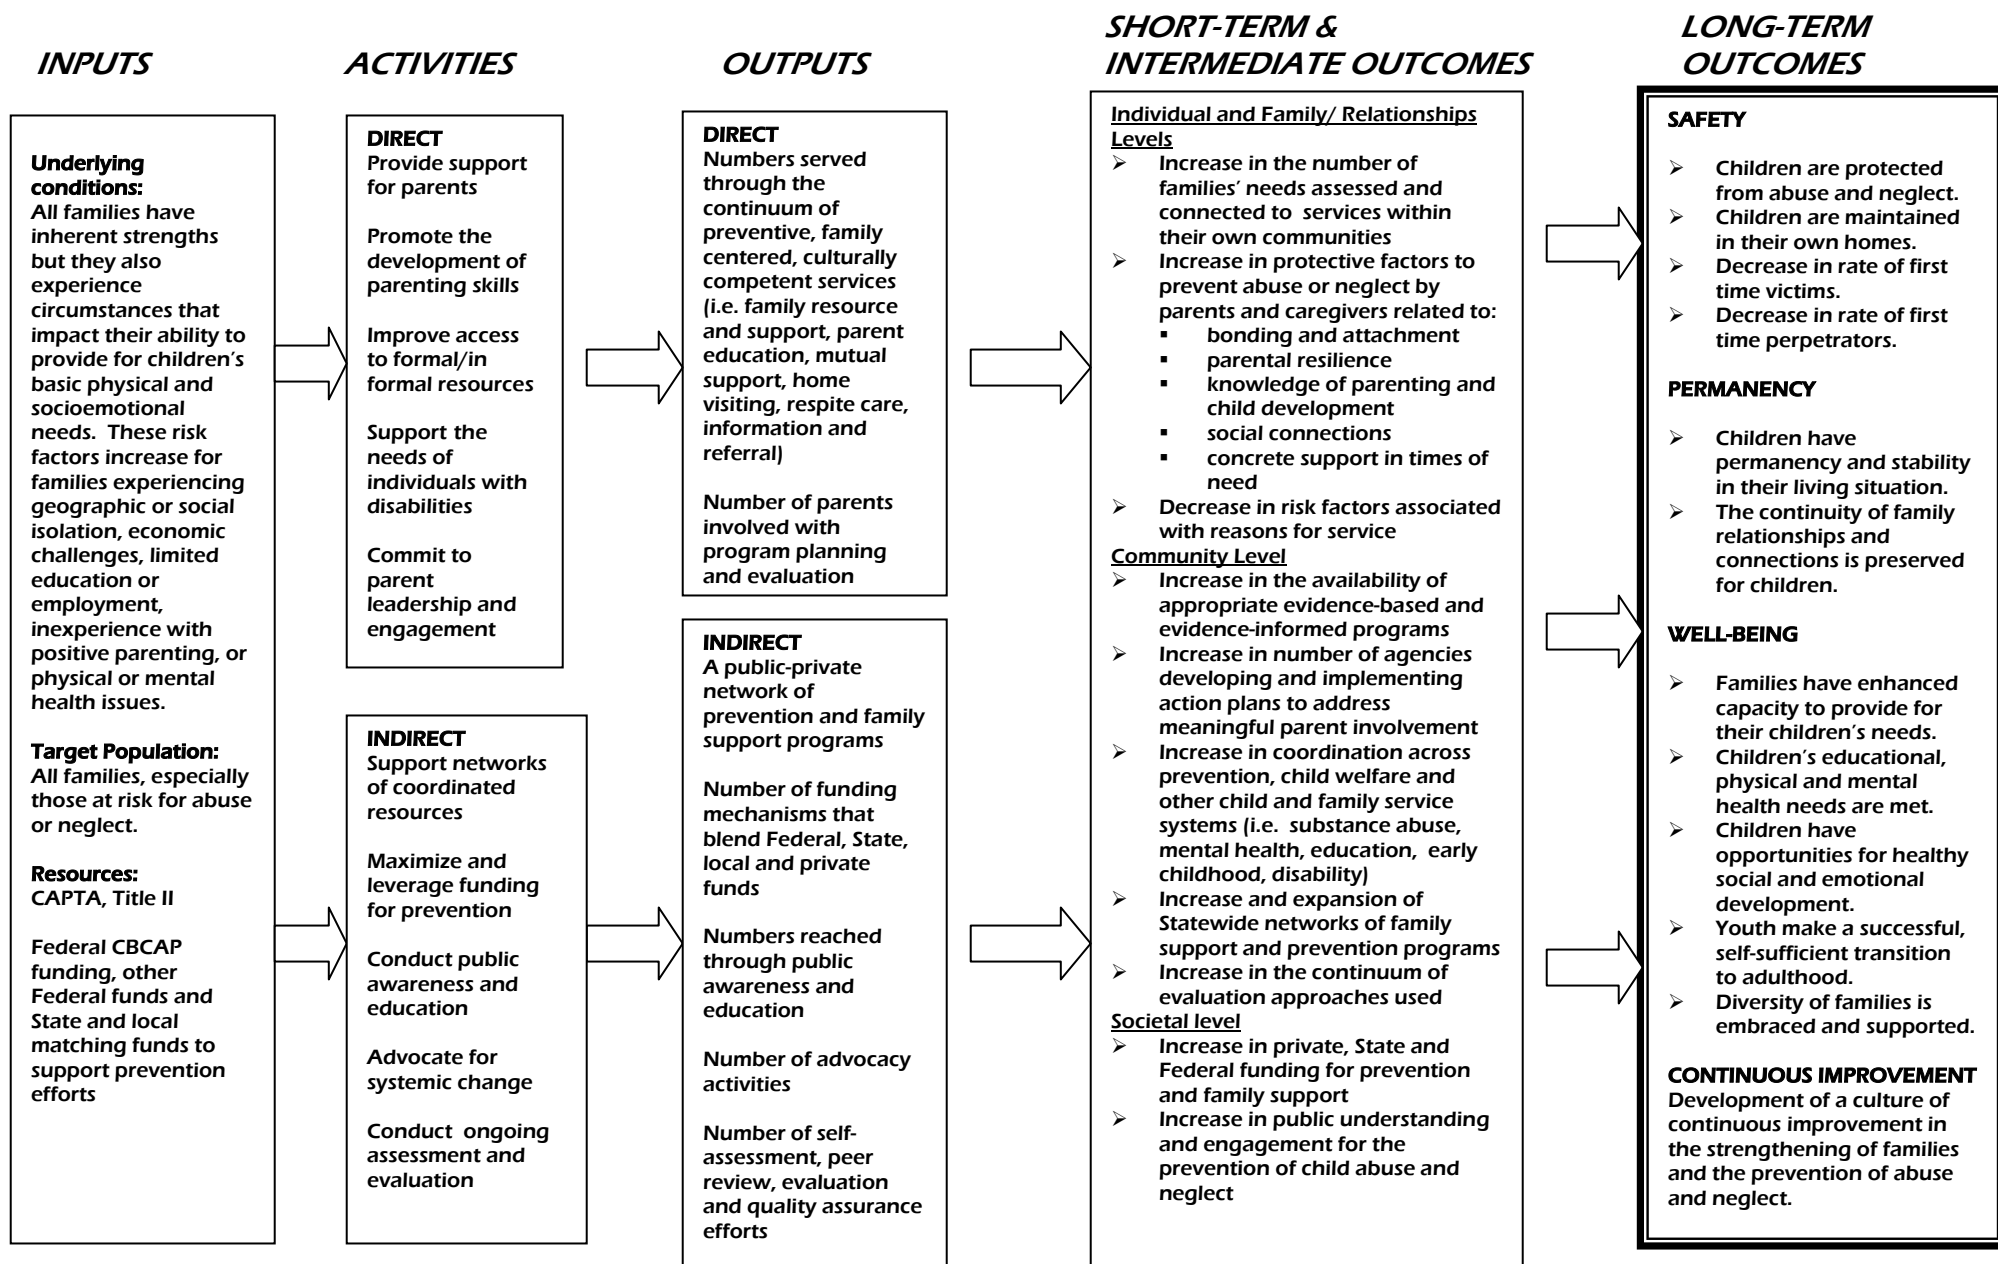 INPUTS
ACTIVITIES
OUTPUTS
SHORT-TERM &
INTERMEDIATE OUTCOMES
LONG-TERM
OUTCOMES
Underlying
conditions:
All families have
inherent strengths
but they also
experience
circumstances that
impact their ability to
provide for children's
basic physical and
socioemotional
needs. These risk
factors increase for
families experiencing
geographic or social
isolation, economic
challenges, limited
education or
employment,
inexperience with
positive parenting, or
physical or mental
health issues.
Target Population:
All families, especially
those at risk for abuse
or neglect.
Resources:
CAPTA, Title II
Federal CBCAP
funding, other
Federal funds and
State and local
matching funds to
support prevention
efforts
DIRECT
Provide support
for parents
Promote the
development of
parenting skills
Improve access
to formal/in
formal resources
Support the
needs of
individuals with
disabilities
Commit to
parent
leadership and
engagement
INDIRECT
Support networks
of coordinated
resources
Maximize and
leverage funding
for prevention
Conduct public
awareness and
education
Advocate for
systemic change
Conduct ongoing
assessment and
evaluation
DIRECT
Numbers served
through the
continuum of
preventive, family
centered, culturally
competent services
(i.e. family resource
and support, parent
education, mutual
support, home
visiting, respite care,
information and
referral)
Number of parents
involved with
program planning
and evaluation
INDIRECT
A public-private
network of
prevention and family
support programs
Number of funding
mechanisms that
blend Federal, State,
local and private
funds
Numbers reached
through public
awareness and
education
Number of advocacy
activities
Number of self-
assessment, peer
review, evaluation
and quality assurance
efforts
Individual and Family/ Relationships
Levels
➢ Increase in the number of
families' needs assessed and
connected to services within
their own communities
➢ Increase in protective factors to
prevent abuse or neglect by
parents and caregivers related to:
▪ bonding and attachment
▪ parental resilience
▪ knowledge of parenting and
child development
▪ social connections
▪ concrete support in times of
need
➢ Decrease in risk factors associated
with reasons for service
Community Level
➢ Increase in the availability of
appropriate evidence-based and
evidence-informed programs
➢ Increase in number of agencies
developing and implementing
action plans to address
meaningful parent involvement
➢ Increase in coordination across
prevention, child welfare and
other child and family service
systems (i.e. substance abuse,
mental health, education, early
childhood, disability)
➢ Increase and expansion of
Statewide networks of family
support and prevention programs
➢ Increase in the continuum of
evaluation approaches used
Societal level
➢ Increase in private, State and
Federal funding for prevention
and family support
➢ Increase in public understanding
and engagement for the
prevention of child abuse and
neglect
SAFETY
➢ Children are protected
from abuse and neglect.
➢ Children are maintained
in their own homes.
➢ Decrease in rate of first
time victims.
➢ Decrease in rate of first
time perpetrators.
PERMANENCY
➢ Children have
permanency and stability
in their living situation.
➢ The continuity of family
relationships and
connections is preserved
for children.
WELL-BEING
➢ Families have enhanced
capacity to provide for
their children's needs.
➢ Children's educational,
physical and mental
health needs are met.
➢ Children have
opportunities for healthy
social and emotional
development.
➢ Youth make a successful,
self-sufficient transition
to adulthood.
➢ Diversity of families is
embraced and supported.
CONTINUOUS IMPROVEMENT
Development of a culture of
continuous improvement in
the strengthening of families
and the prevention of abuse
and neglect.